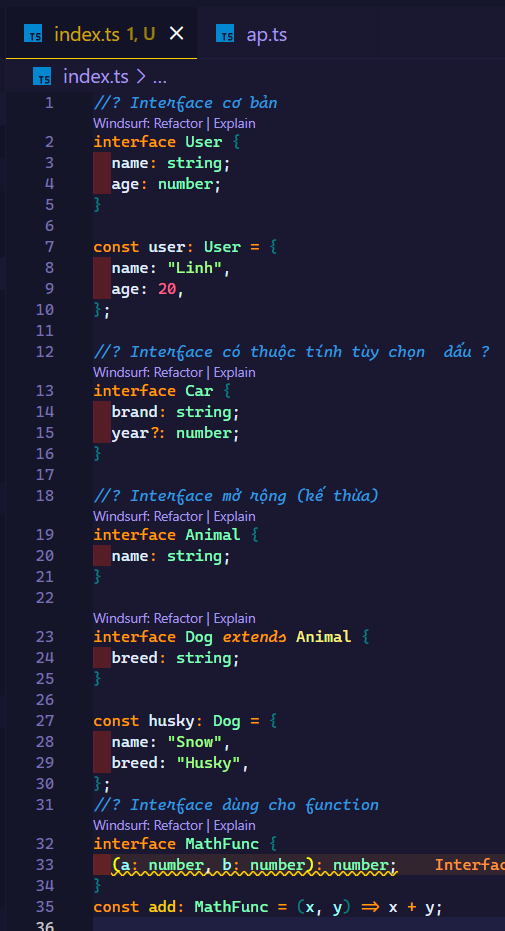 TS index.ts 1, U ×
TS ap.ts
TS index.ts > ...
1 //? Interface cơ bản
Windsurf: Refactor | Explain
2 interface User {
3 name: string;
4 age: number;
5 }
6
7 const user: User = {
8 name: "Linh",
9 age: 20,
10 };
11
12 //? Interface có thuộc tính tùy chọn  dấu ?
Windsurf: Refactor | Explain
13 interface Car {
14 brand: string;
15 year?: number;
16 }
17
18 //? Interface mở rộng (kế thừa)
Windsurf: Refactor | Explain
19 interface Animal {
20 name: string;
21 }
22
Windsurf: Refactor | Explain
23 interface Dog extends Animal {
24 breed: string;
25 }
26
27 const husky: Dog = {
28 name: "Snow",
29 breed: "Husky",
30 };
31 //? Interface dùng cho function
Windsurf: Refactor | Explain
32 interface MathFunc {
33 (a: number, b: number): number; Interfac
34 }
35 const add: MathFunc = (x, y) => x + y;
36